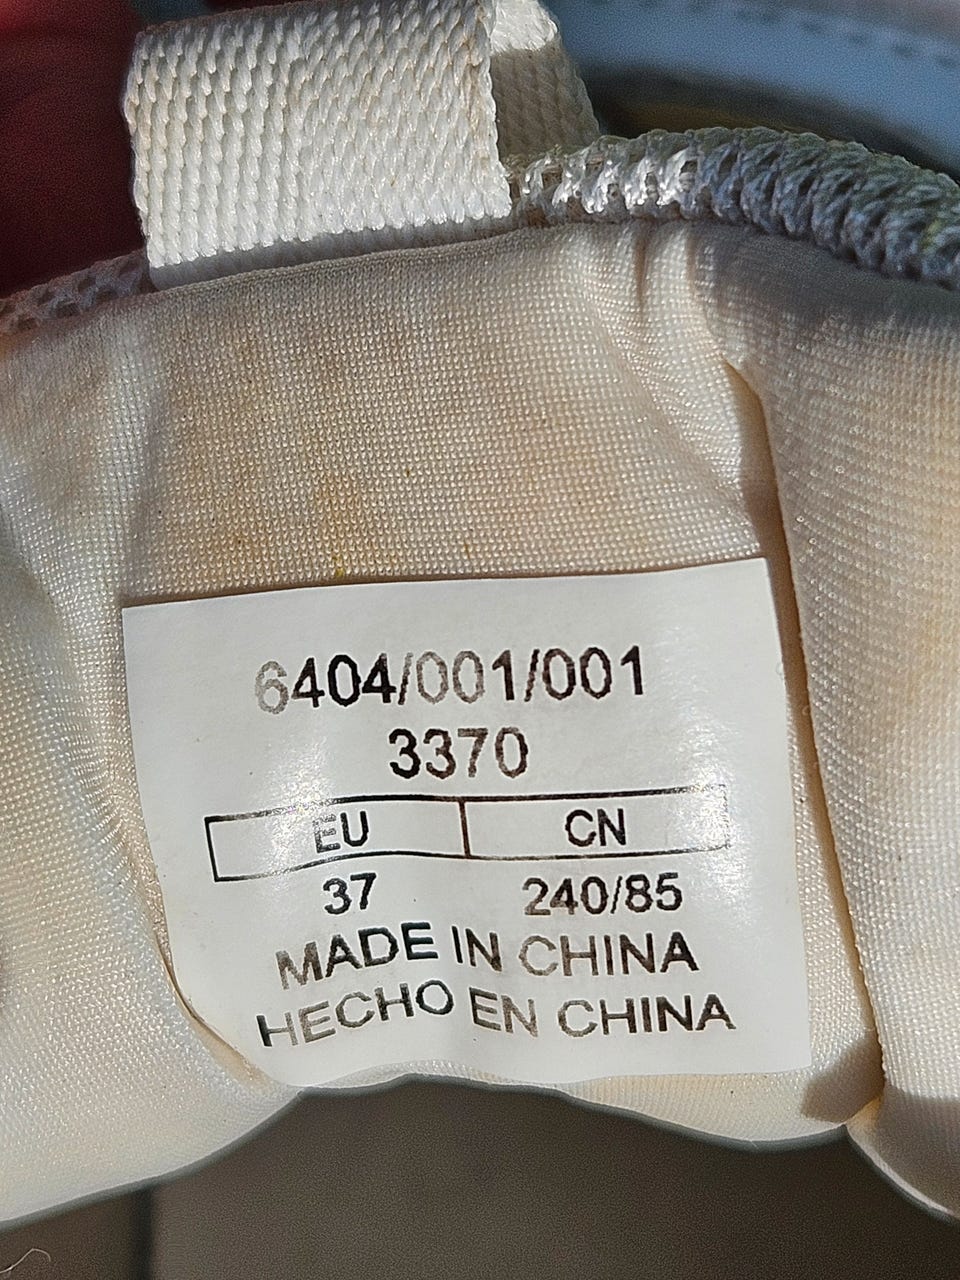 6404/001/001
3370
EU CN
37 240/85
MADE IN CHINA
HECHO EN CHINA